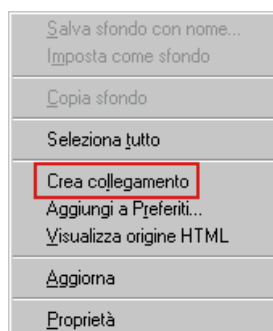 Salva sfondo con nome...
Imposta come sfondo
Copia sfondo
Seleziona tutto
Crea collegamento
Aggiungi a Preferiti...
Visualizza origine HTML
Aggiorna
Proprietà